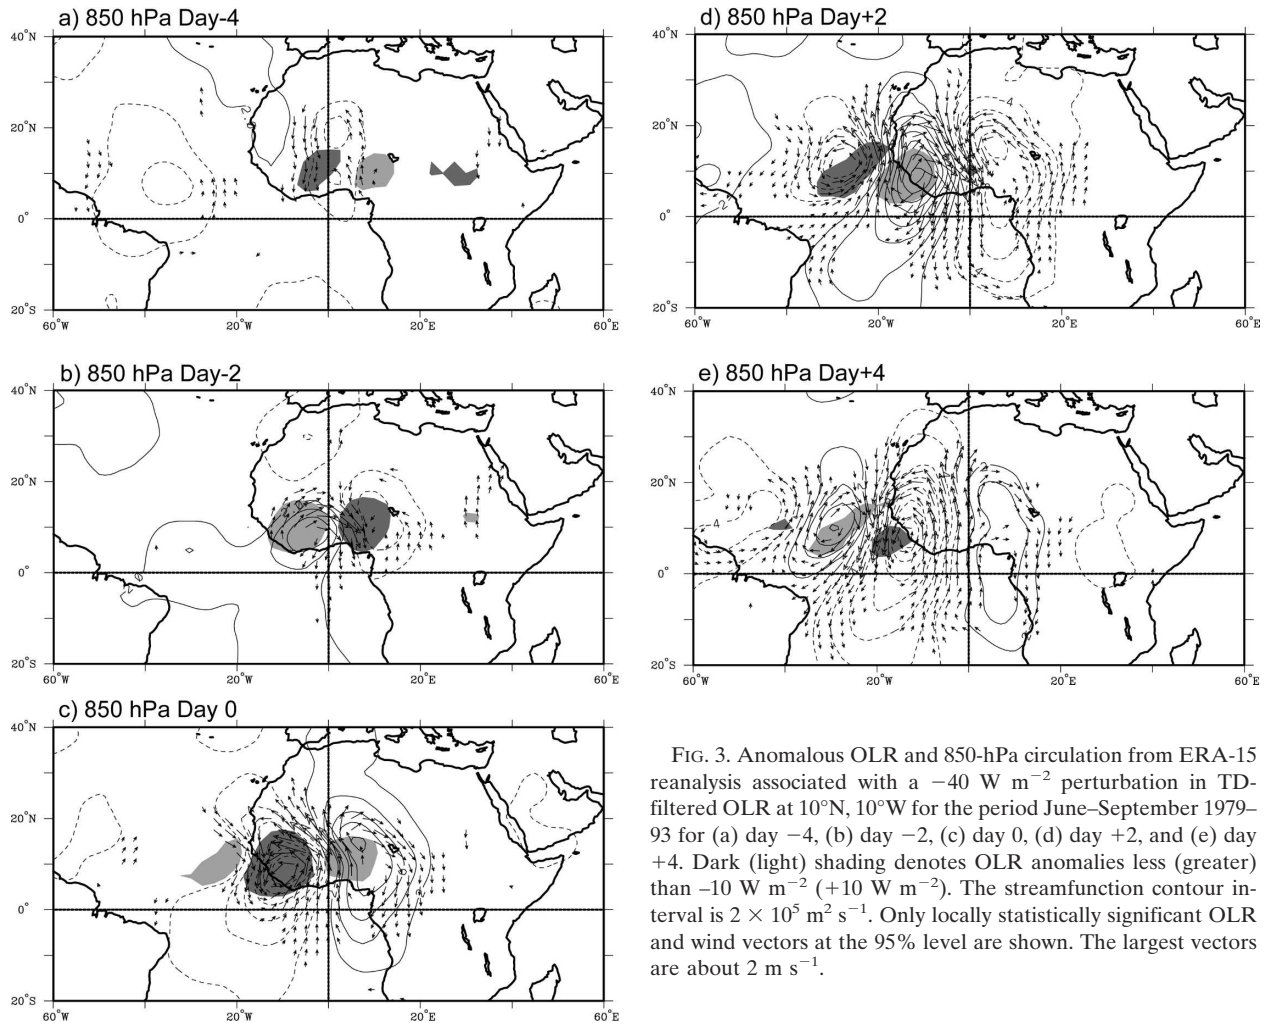 a) 850 hPa Day-4
40°N
20°N
0°
20°S
60°W
20°W
20°E
60°E
b) 850 hPa Day-2
40°N
20°N
0°
20°S
60°W
20°W
20°E
60°E
c) 850 hPa Day 0
40°N
20°N
0°
20°S
60°W
20°W
20°E
60°E
d) 850 hPa Day+2
40°N
20°N
0°
20°S
60°W
20°W
20°E
60°E
e) 850 hPa Day+4
40°N
20°N
0°
20°S
60°W
20°W
20°E
60°E
FIG. 3. Anomalous OLR and 850-hPa circulation from ERA-15
reanalysis associated with a −40 W m−2 perturbation in TD-
filtered OLR at 10°N, 10°W for the period June–September 1979–
93 for (a) day −4, (b) day −2, (c) day 0, (d) day +2, and (e) day
+4. Dark (light) shading denotes OLR anomalies less (greater)
than –10 W m−2 (+10 W m−2). The streamfunction contour in-
terval is 2 × 10^5 m^2 s−1. Only locally statistically significant OLR
and wind vectors at the 95% level are shown. The largest vectors
are about 2 m s−1.